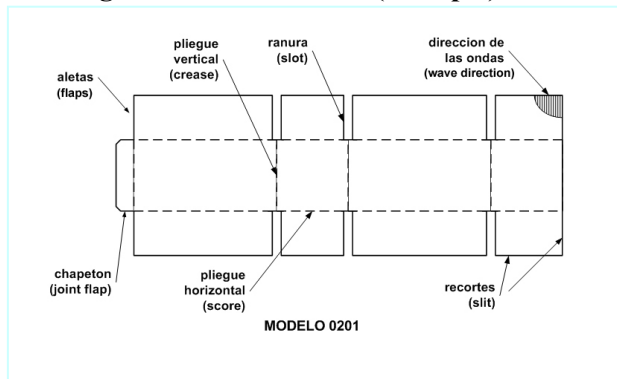 pliegue
vertical
(crease)
ranura
(slot)
direccion de
las ondas
(wave direction)
aletas
(flaps)
chapeton
(joint flap)
pliegue
horizontal
(score)
recortes
(slit)
MODELO 0201